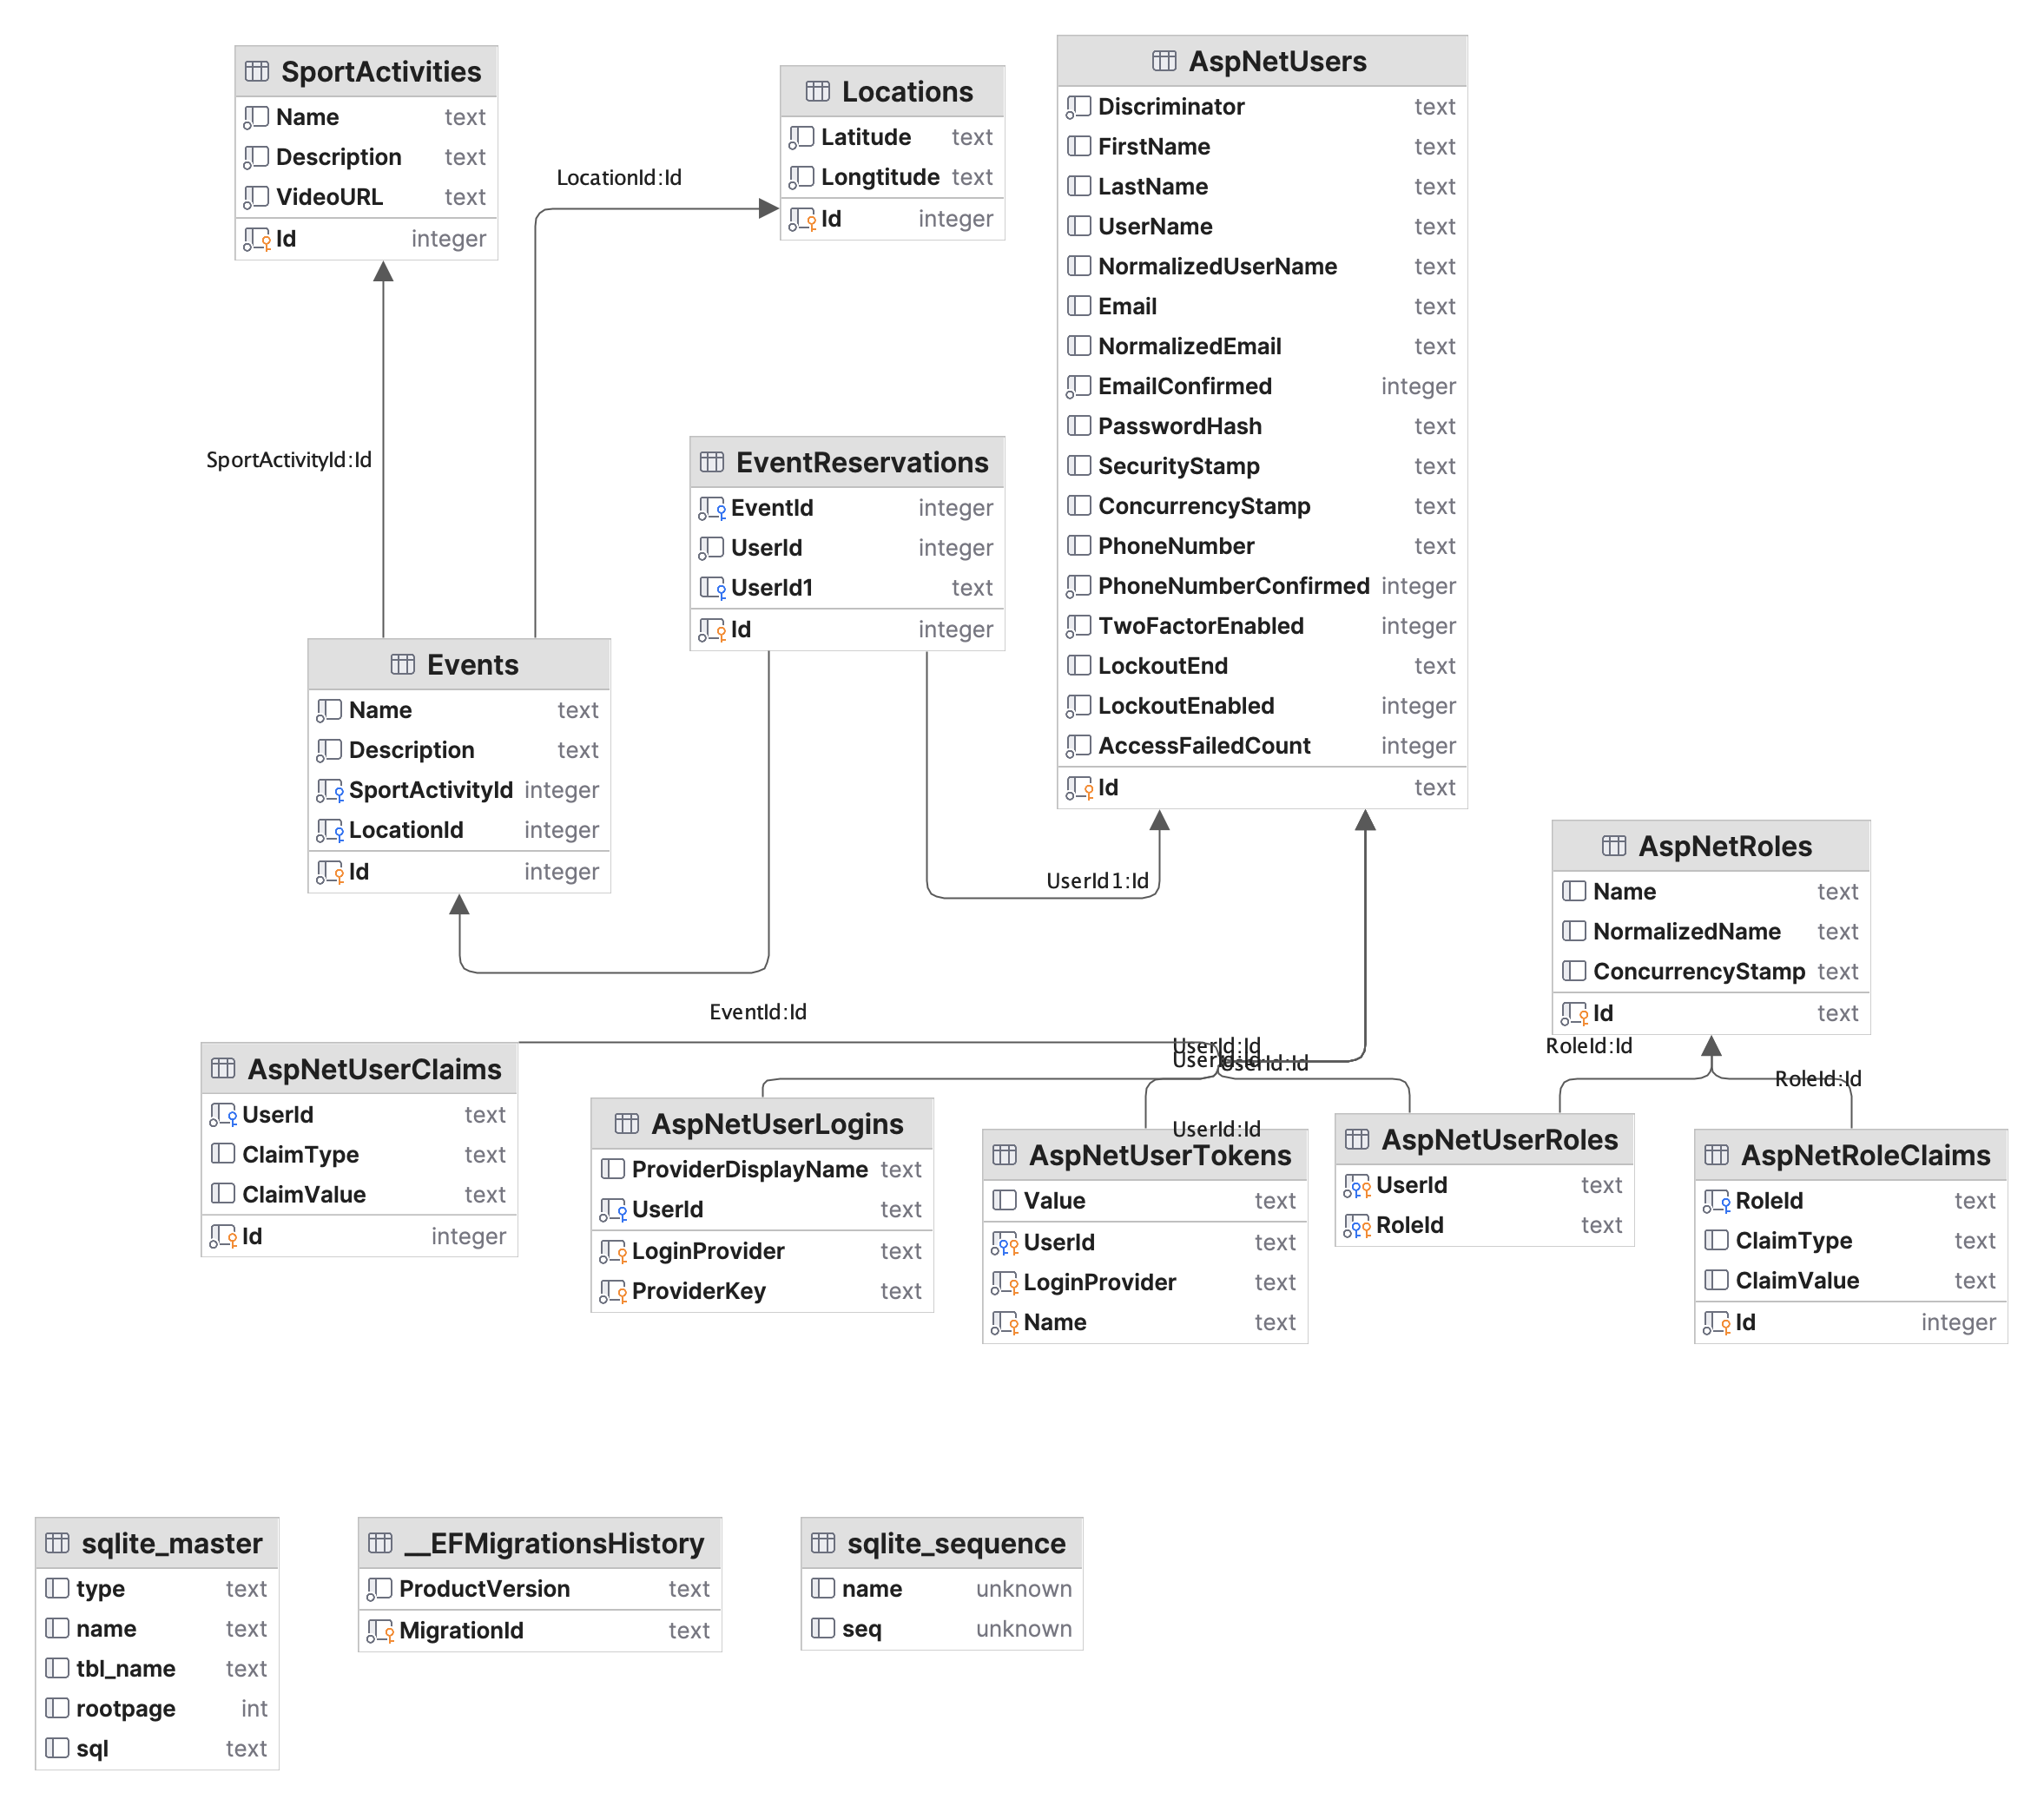 SportActivities
Name text
Description text
VideoURL text
Id integer
Locations
Latitude text
Longtitude text
Id integer
AspNetUsers
Discriminator text
FirstName text
LastName text
UserName text
NormalizedUserName text
Email text
NormalizedEmail text
EmailConfirmed integer
PasswordHash text
SecurityStamp text
ConcurrencyStamp text
PhoneNumber text
PhoneNumberConfirmed integer
TwoFactorEnabled integer
LockoutEnd text
LockoutEnabled integer
AccessFailedCount integer
Id text
LocationId:Id
SportActivityId:Id
EventReservations
EventId integer
UserId integer
UserId1 text
Id integer
Events
Name text
Description text
SportActivityId integer
LocationId integer
Id integer
UserId1:Id
AspNetRoles
Name text
NormalizedName text
ConcurrencyStamp text
Id text
EventId:Id
UserId:Id
UserId:Id
UserId:Id
RoleId:Id
RoleId:Id
UserId:Id
AspNetUserClaims
UserId text
ClaimType text
ClaimValue text
Id integer
AspNetUserLogins
ProviderDisplayName text
UserId text
LoginProvider text
ProviderKey text
AspNetUserTokens
Value text
UserId text
LoginProvider text
Name text
AspNetUserRoles
UserId text
RoleId text
AspNetRoleClaims
RoleId text
ClaimType text
ClaimValue text
Id integer
sqlite_master
type text
name text
tbl_name text
rootpage int
sql text
__EFMigrationsHistory
ProductVersion text
MigrationId text
sqlite_sequence
name unknown
seq unknown